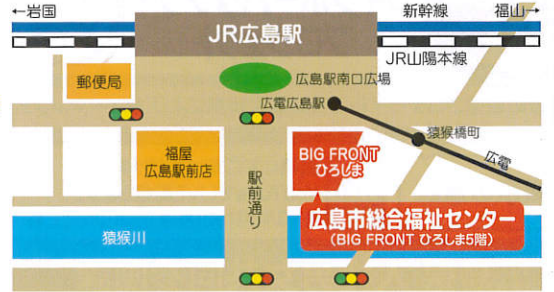 ←岩国
新幹線
福山→
JR広島駅
JR山陽本線
郵便局
広島駅南口広場
広電広島駅
猿猴橋町
広電
福屋
広島駅前店
駅前通り
BIG FRONT
ひろしま
広島市総合福祉センター
(BIG FRONT ひろしま5階)
猿猴川